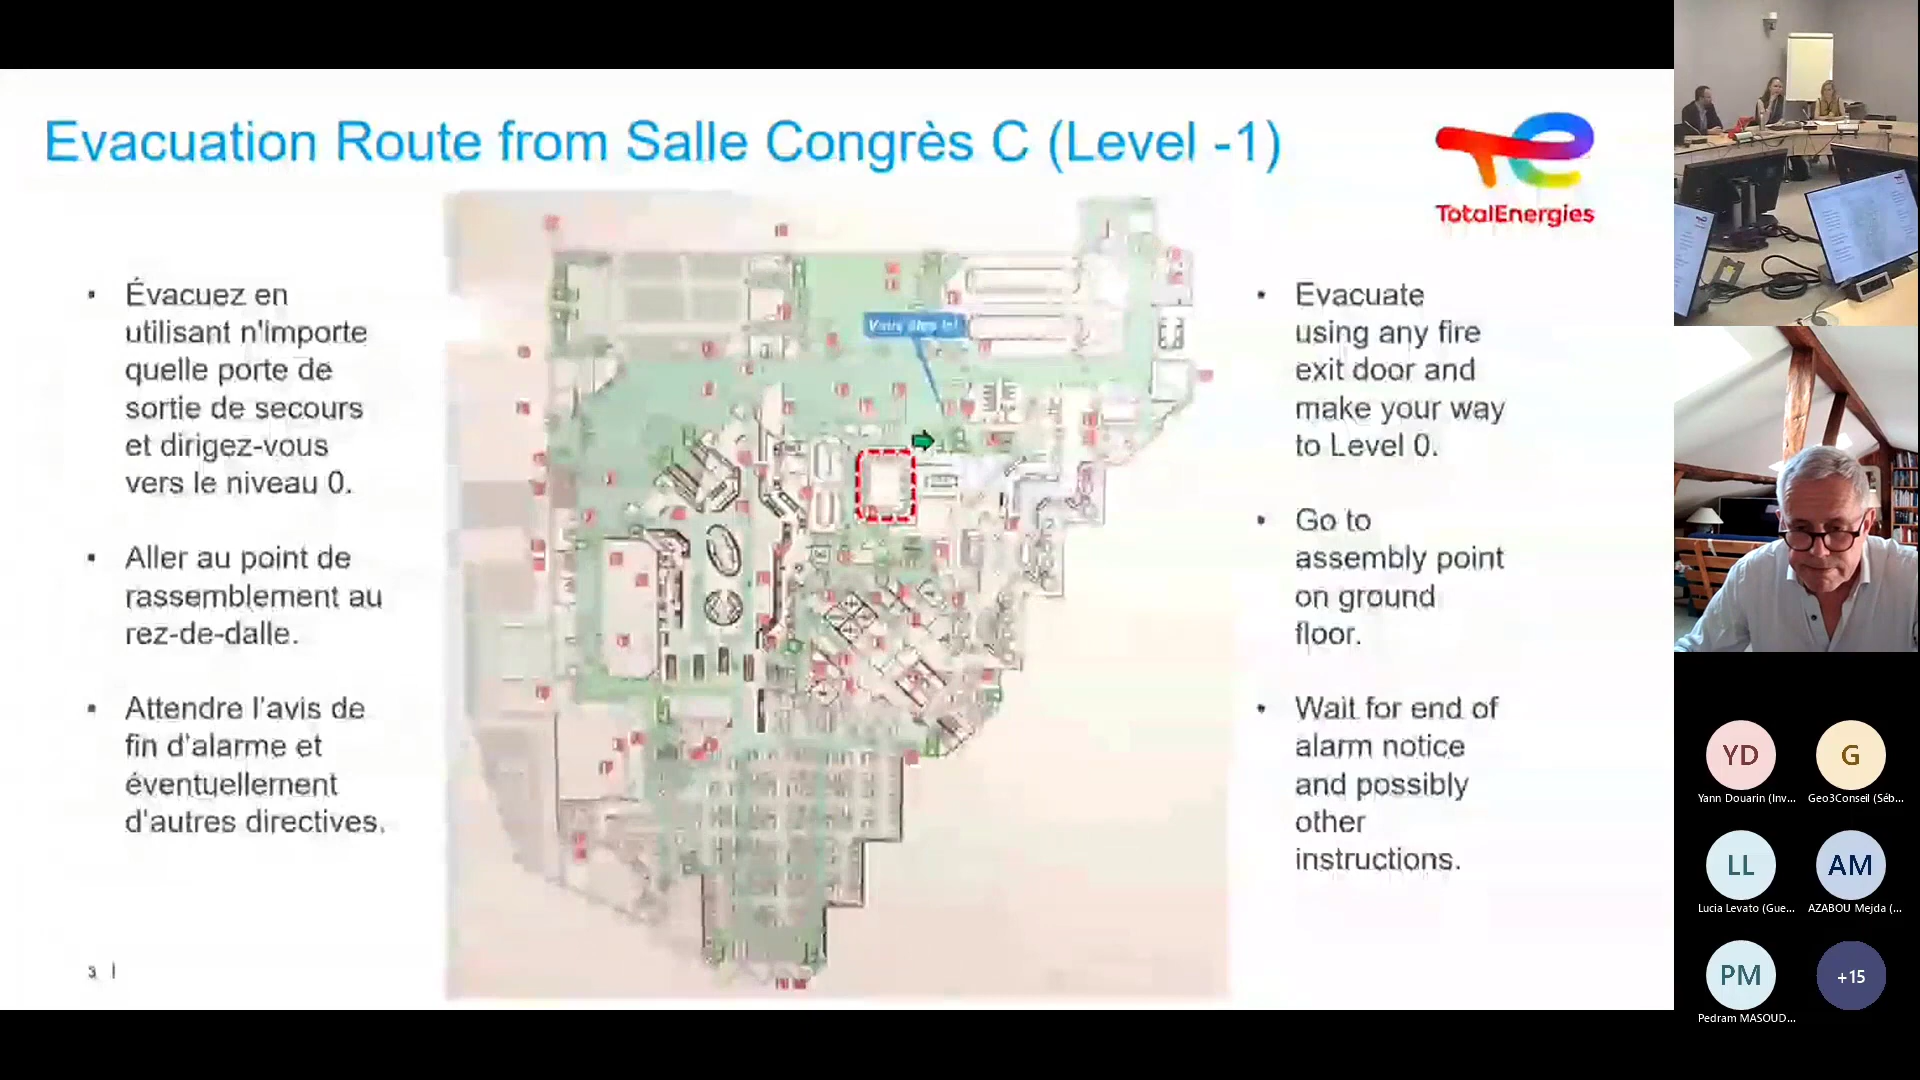 Evacuation Route from Salle Congrès C (Level -1)
TotalEnergies
• Évacuez en
utilisant n'importe
quelle porte de
sortie de secours
et dirigez-vous
vers le niveau 0.
• Aller au point de
rassemblement au
rez-de-dalle.
• Attendre l'avis de
fin d'alarme et
éventuellement
d'autres directives.
Vous êtes ici
• Evacuate
using any fire
exit door and
make your way
to Level 0.
• Go to
assembly point
on ground
floor.
• Wait for end of
alarm notice
and possibly
other
instructions.
3 |
YD
Yann Douarin (Inv...
G
Geo3Conseil (Séb...
LL
Lucia Levato (Gue...
AM
AZABOU Mejda (...
PM
Pedram MASOUD...
+15